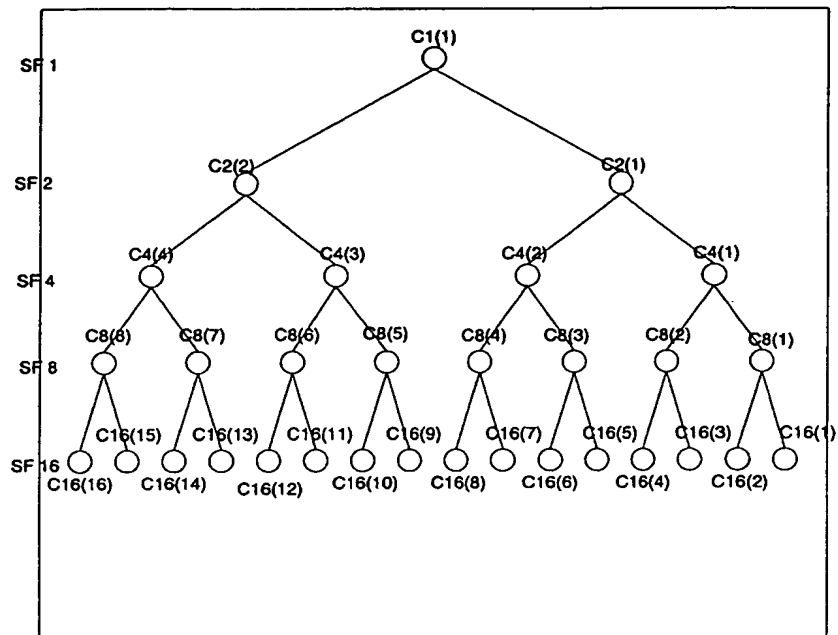 C1(1)
SF 1
C2(2) C2(1)
SF 2
C4(4) C4(3) C4(2) C4(1)
SF 4
C8(8) C8(7) C8(6) C8(5) C8(4) C8(3) C8(2) C8(1)
SF 8
C16(15) C16(13) C16(11) C16(9) C16(7) C16(5) C16(3) C16(1)
SF 16
C16(16) C16(14) C16(12) C16(10) C16(8) C16(6) C16(4) C16(2)